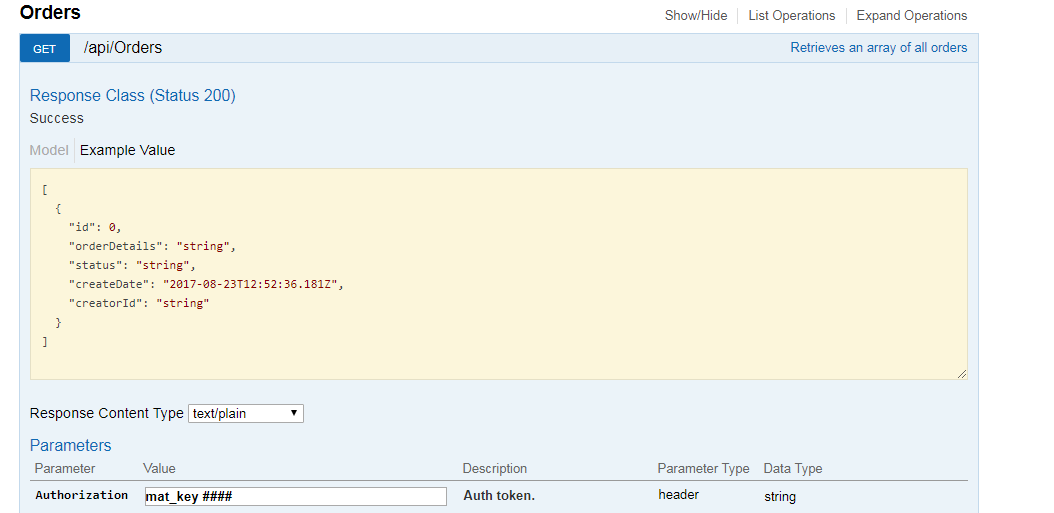 Orders
Show/Hide List Operations Expand Operations
GET /api/Orders Retrieves an array of all orders
Response Class (Status 200)
Success
Model Example Value
[
{
"id": 0,
"orderDetails": "string",
"status": "string",
"createDate": "2017-08-23T12:52:36.181Z",
"creatorId": "string"
}
]
Response Content Type text/plain
Parameters
Parameter Value Description Parameter Type Data Type
Authorization mat_key #### Auth token. header string